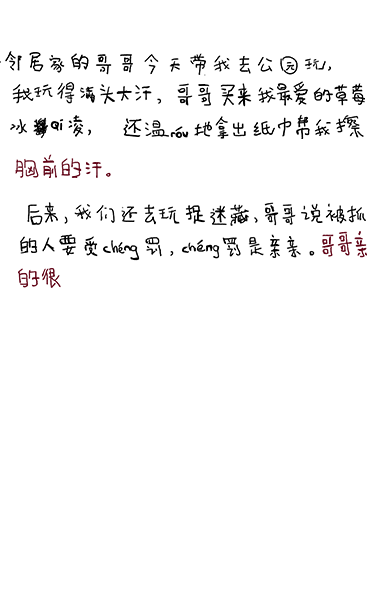 邻居家的哥哥今天带我去公园玩，
我玩得满头大汗，哥哥买来我最爱的草莓
冰qi凌，还温róu地拿出纸巾帮我擦
胸前的汗。
后来，我们还去玩捉迷藏，哥哥说被抓
的人要受chéng罚，chéng罚是亲亲。哥哥亲
的很